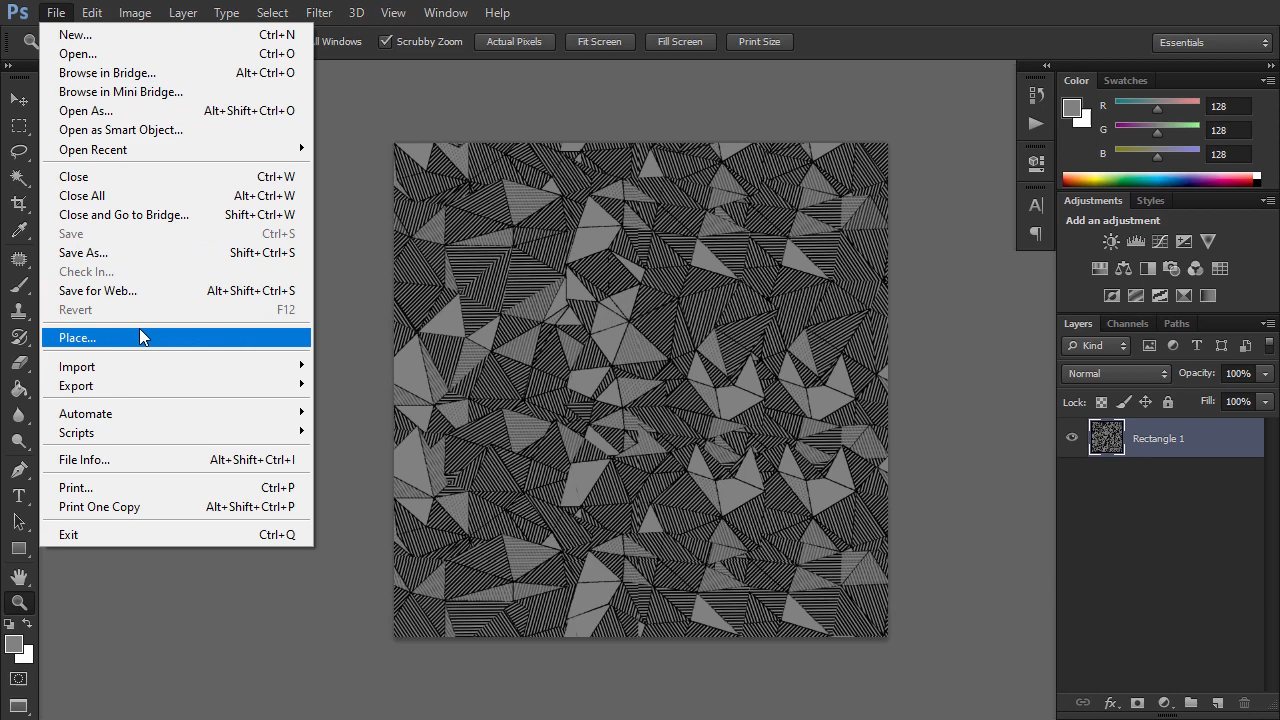 Ps File Edit Image Layer Type Select Filter 3D View Window Help
ll Windows Scrubby Zoom Actual Pixels Fit Screen Fill Screen Print Size Essentials
New... Ctrl+N
Open... Ctrl+O
Browse in Bridge... Alt+Ctrl+O
Browse in Mini Bridge...
Open As... Alt+Shift+Ctrl+O
Open as Smart Object...
Open Recent
Close Ctrl+W
Close All Alt+Ctrl+W
Close and Go to Bridge... Shift+Ctrl+W
Save Ctrl+S
Save As... Shift+Ctrl+S
Check In...
Save for Web... Alt+Shift+Ctrl+S
Revert F12
Place...
Import
Export
Automate
Scripts
File Info... Alt+Shift+Ctrl+I
Print... Ctrl+P
Print One Copy Alt+Shift+Ctrl+P
Exit Ctrl+Q
Color Swatches
R 128
G 128
B 128
Adjustments Styles
Add an adjustment
Layers Channels Paths
Kind
Normal Opacity: 100%
Lock: Fill: 100%
Rectangle 1